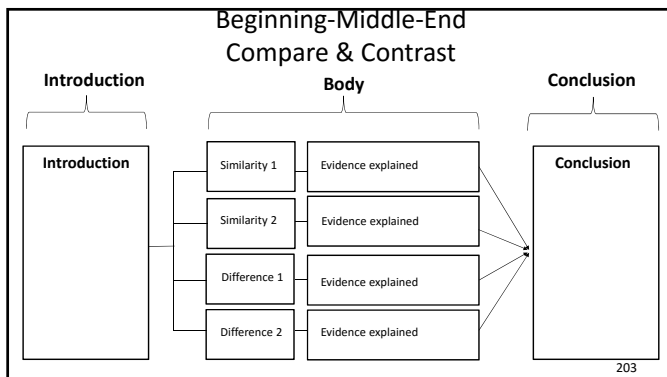 Beginning-Middle-End
Compare & Contrast
Introduction
Body
Conclusion
Introduction
Similarity 1
Evidence explained
Similarity 2
Evidence explained
Difference 1
Evidence explained
Difference 2
Evidence explained
Conclusion
203